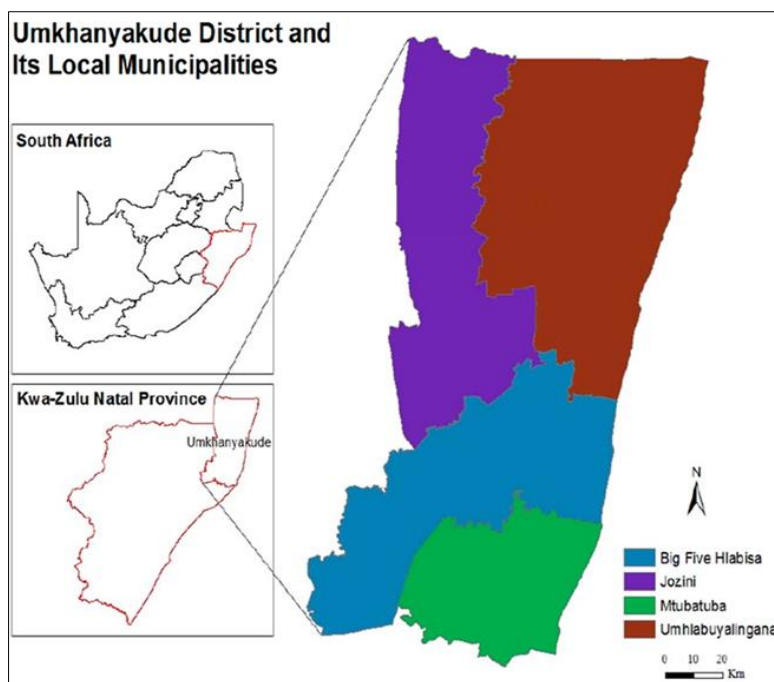 Umkhanyakude District and
Its Local Municipalities
South Africa
Kwa-Zulu Natal Province
Umkhanyakude
N
Big Five Hlabisa
Jozini
Mtubatuba
Umhlabuyalingana
0 10 20
Km